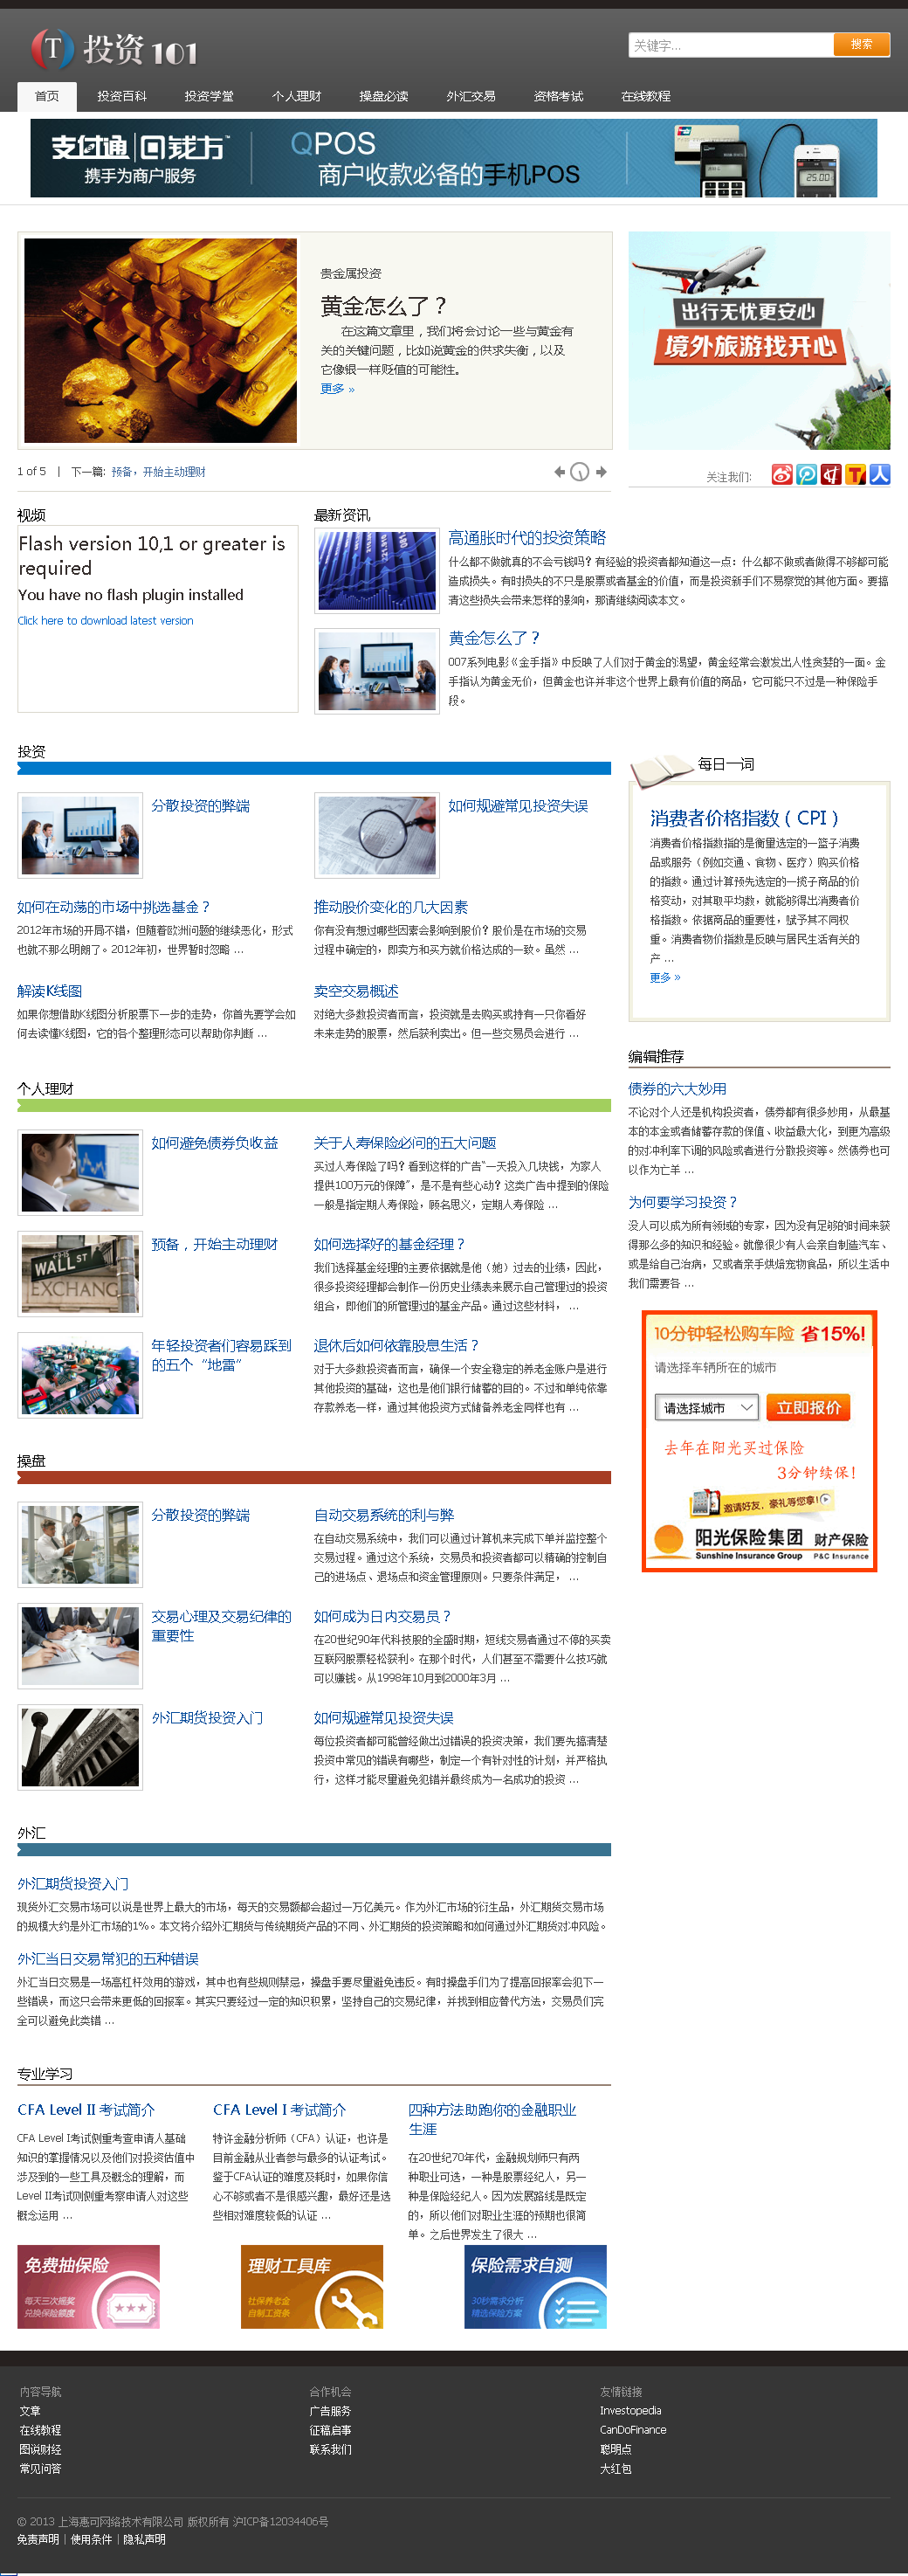 投资 101
关键字...
搜索
首页 投资百科 投资学堂 个人理财 操盘必读 外汇交易 资格考试 在线教程
支付通 回钱方™
携手为商户服务
QPOS
商户收款必备的手机POS
25.00
贵金属投资
黄金怎么了？
在这篇文章里，我们将会讨论一些与黄金有
关的关键问题，比如说黄金的供求失衡，以及
它像银一样贬值的可能性。
更多 »
出行无忧更安心
境外旅游找开心
1 of 5 | 下一篇: 预备，开始主动理财
关注我们:
视频
Flash version 10,1 or greater is
required
You have no flash plugin installed
Click here to download latest version
最新资讯
高通胀时代的投资策略
什么都不做就真的不会亏钱吗？有经验的投资者都知道这一点：什么都不做或者做得不够都可能
造成损失。有时损失的不只是股票或者基金的价值，而是投资新手们不易察觉的其他方面。要搞
清这些损失会带来怎样的影响，那请继续阅读本文。
黄金怎么了？
007系列电影《金手指》中反映了人们对于黄金的渴望，黄金经常会激发出人性贪婪的一面。金
手指认为黄金无价，但黄金也许并非这个世界上最有价值的商品，它可能只不过是一种保险手
段。
投资
分散投资的弊端
如何规避常见投资失误
如何在动荡的市场中挑选基金？
2012年市场的开局不错，但随着欧洲问题的继续恶化，形式
也就不那么明朗了。2012年初，世界暂时忽略 ...
推动股价变化的几大因素
你有没有想过哪些因素会影响到股价？股价是在市场的交易
过程中确定的，即卖方和买方就价格达成的一致。虽然 ...
解读K线图
如果你想借助K线图分析股票下一步的走势，你首先要学会如
何去读懂K线图，它的各个整理形态可以帮助你判断 ...
卖空交易概述
对绝大多数投资者而言，投资就是去购买或持有一只你看好
未来走势的股票，然后获利卖出。但一些交易员会进行 ...
每日一词
消费者价格指数（CPI）
消费者价格指数指的是衡量选定的一篮子消费
品或服务（例如交通、食物、医疗）购买价格
的指数。通过计算预先选定的一揽子商品的价
格变动，对其取平均数，就能够得出消费者价
格指数。依据商品的重要性，赋予其不同权
重。消费者物价指数是反映与居民生活有关的
产 ...
更多 »
编辑推荐
债券的六大妙用
不论对个人还是机构投资者，债券都有很多妙用，从最基
本的本金或者储蓄存款的保值、收益最大化，到更为高级
的对冲利率下调的风险或者进行分散投资等。然债券也可
以作为亡羊 ...
为何要学习投资？
没人可以成为所有领域的专家，因为没有足够的时间来获
得那么多的知识和经验。就像很少有人会亲自制造汽车、
或是给自己治病，又或者亲手烘焙宠物食品，所以生活中
我们需要各 ...
10分钟轻松购车险 省15%!
请选择车辆所在的城市
请选择城市
立即报价
去年在阳光买过保险
3分钟续保!
邀请好友，豪礼等您拿!
阳光保险集团 财产保险
Sunshine Insurance Group P&C Insurance
个人理财
如何避免债券负收益
关于人寿保险必问的五大问题
买过人寿保险了吗？看到这样的广告“一天投入几块钱，为家人
提供100万元的保障”，是不是有些心动？这类广告中提到的保险
一般是指定期人寿保险，顾名思义，定期人寿保险 ...
WALL ST
EXCHANG
预备，开始主动理财
如何选择好的基金经理？
我们选择基金经理的主要依据就是他（她）过去的业绩，因此，
很多投资经理都会制作一份历史业绩表来展示自己管理过的投资
组合，即他们的所管理过的基金产品。通过这些材料， ...
年轻投资者们容易踩到
的五个“地雷”
退休后如何依靠股息生活？
对于大多数投资者而言，确保一个安全稳定的养老金账户是进行
其他投资的基础，这也是他们银行储蓄的目的。不过和单纯依靠
存款养老一样，通过其他投资方式储备养老金同样也有 ...
操盘
分散投资的弊端
自动交易系统的利与弊
在自动交易系统中，我们可以通过计算机来完成下单并监控整个
交易过程。通过这个系统，交易员和投资者都可以精确的控制自
己的进场点、退场点和资金管理原则。只要条件满足， ...
交易心理及交易纪律的
重要性
如何成为日内交易员？
在20世纪90年代科技股的全盛时期，短线交易者通过不停的买卖
互联网股票轻松获利。在那个时代，人们甚至不需要什么技巧就
可以赚钱。从1998年10月到2000年3月 ...
外汇期货投资入门
如何规避常见投资失误
每位投资者都可能曾经做出过错误的投资决策，我们要先搞清楚
投资中常见的错误有哪些，制定一个有针对性的计划，并严格执
行，这样才能尽量避免犯错并最终成为一名成功的投资 ...
外汇
外汇期货投资入门
现货外汇交易市场可以说是世界上最大的市场，每天的交易额都会超过一万亿美元。作为外汇市场的衍生品，外汇期货交易市场
的规模大约是外汇市场的1%。本文将介绍外汇期货与传统期货产品的不同、外汇期货的投资策略和如何通过外汇期货对冲风险。
外汇当日交易常犯的五种错误
外汇当日交易是一场高杠杆效用的游戏，其中也有些规则禁忌，操盘手要尽量避免违反。有时操盘手们为了提高回报率会犯下一
些错误，而这只会带来更低的回报率。其实只要经过一定的知识积累，坚持自己的交易纪律，并找到相应替代方法，交易员们完
全可以避免此类错 ...
专业学习
CFA Level II 考试简介
CFA Level I考试侧重考查申请人基础
知识的掌握情况以及他们对投资估值中
涉及到的一些工具及概念的理解，而
Level II考试则侧重考察申请人对这些
概念运用 ...
CFA Level I 考试简介
特许金融分析师（CFA）认证，也许是
目前金融从业者参与最多的认证考试。
鉴于CFA认证的难度及耗时，如果你信
心不够或者不是很感兴趣，最好还是选
些相对难度较低的认证 ...
四种方法助跑你的金融职业
生涯
在20世纪70年代，金融规划师只有两
种职业可选，一种是股票经纪人，另一
种是保险经纪人。因为发展路线是既定
的，所以他们对职业生涯的预期也很简
单。之后世界发生了很大 ...
免费抽保险
每天三次摇奖
兑换保险额度
理财工具库
社保养老金
自制工资条
保险需求自测
30秒需求分析
精选保险方案
内容导航
文章
在线教程
图说财经
常见问答
合作机会
广告服务
征稿启事
联系我们
友情链接
Investopedia
CanDoFinance
聪明点
大红包
© 2013 上海惠可网络技术有限公司 版权所有 沪ICP备12034406号
免责声明 | 使用条件 | 隐私声明